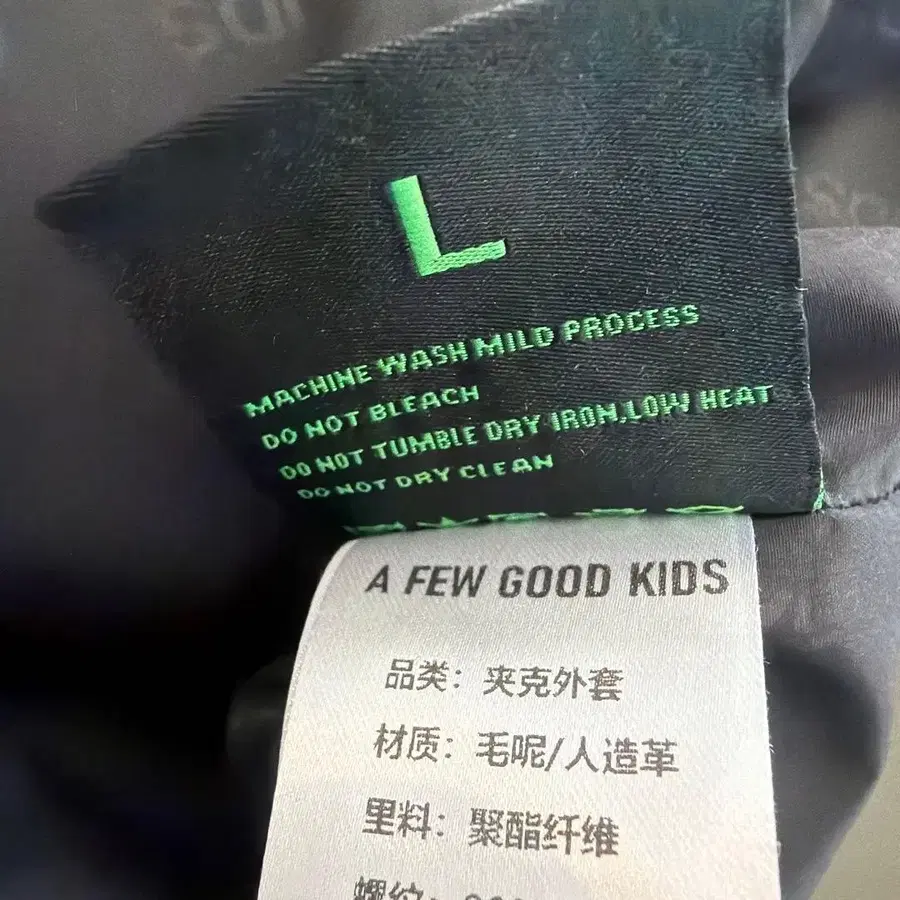 L
MACHINE WASH MILD PROCESS
DO NOT BLEACH
DO NOT TUMBLE DRY IRON.LOW HEAT
DO NOT DRY CLEAN
A FEW GOOD KIDS
品类：夹克外套
材质：毛呢/人造革
里料：聚酯纤维
螺纹：